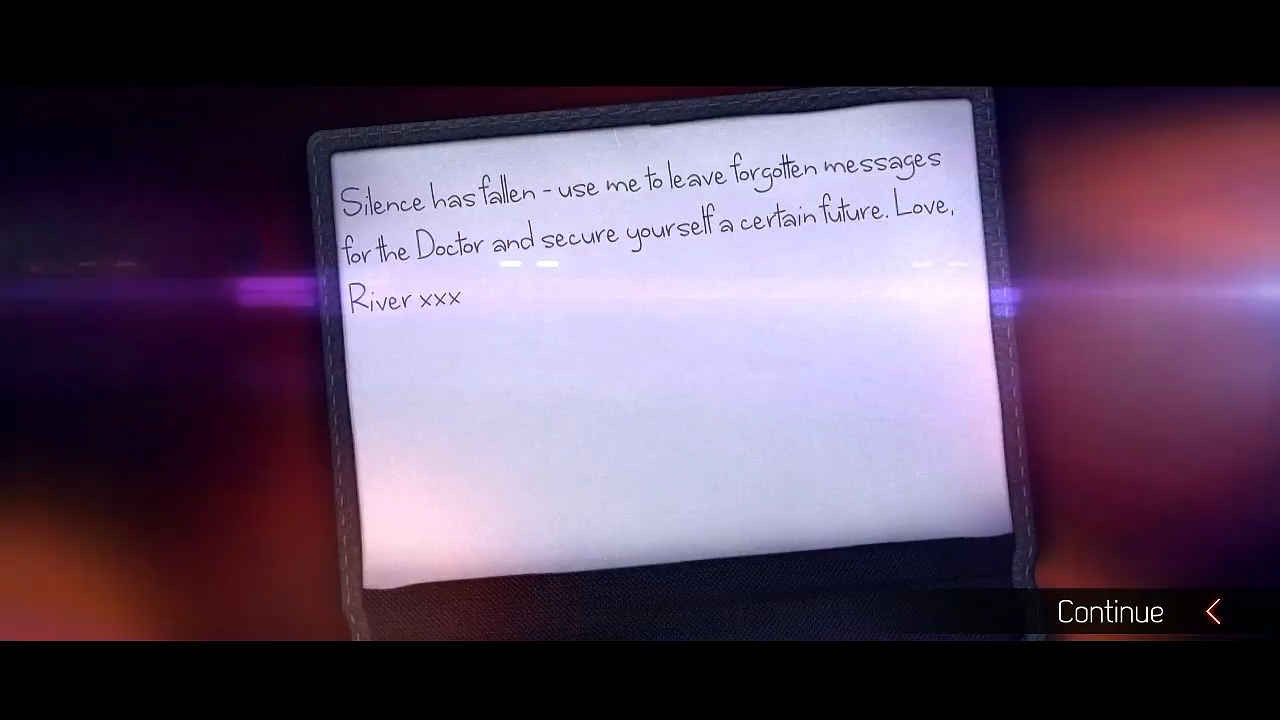 Silence has fallen - use me to leave forgotten messages
for the Doctor and secure yourself a certain future. Love,
River xxx
Continue